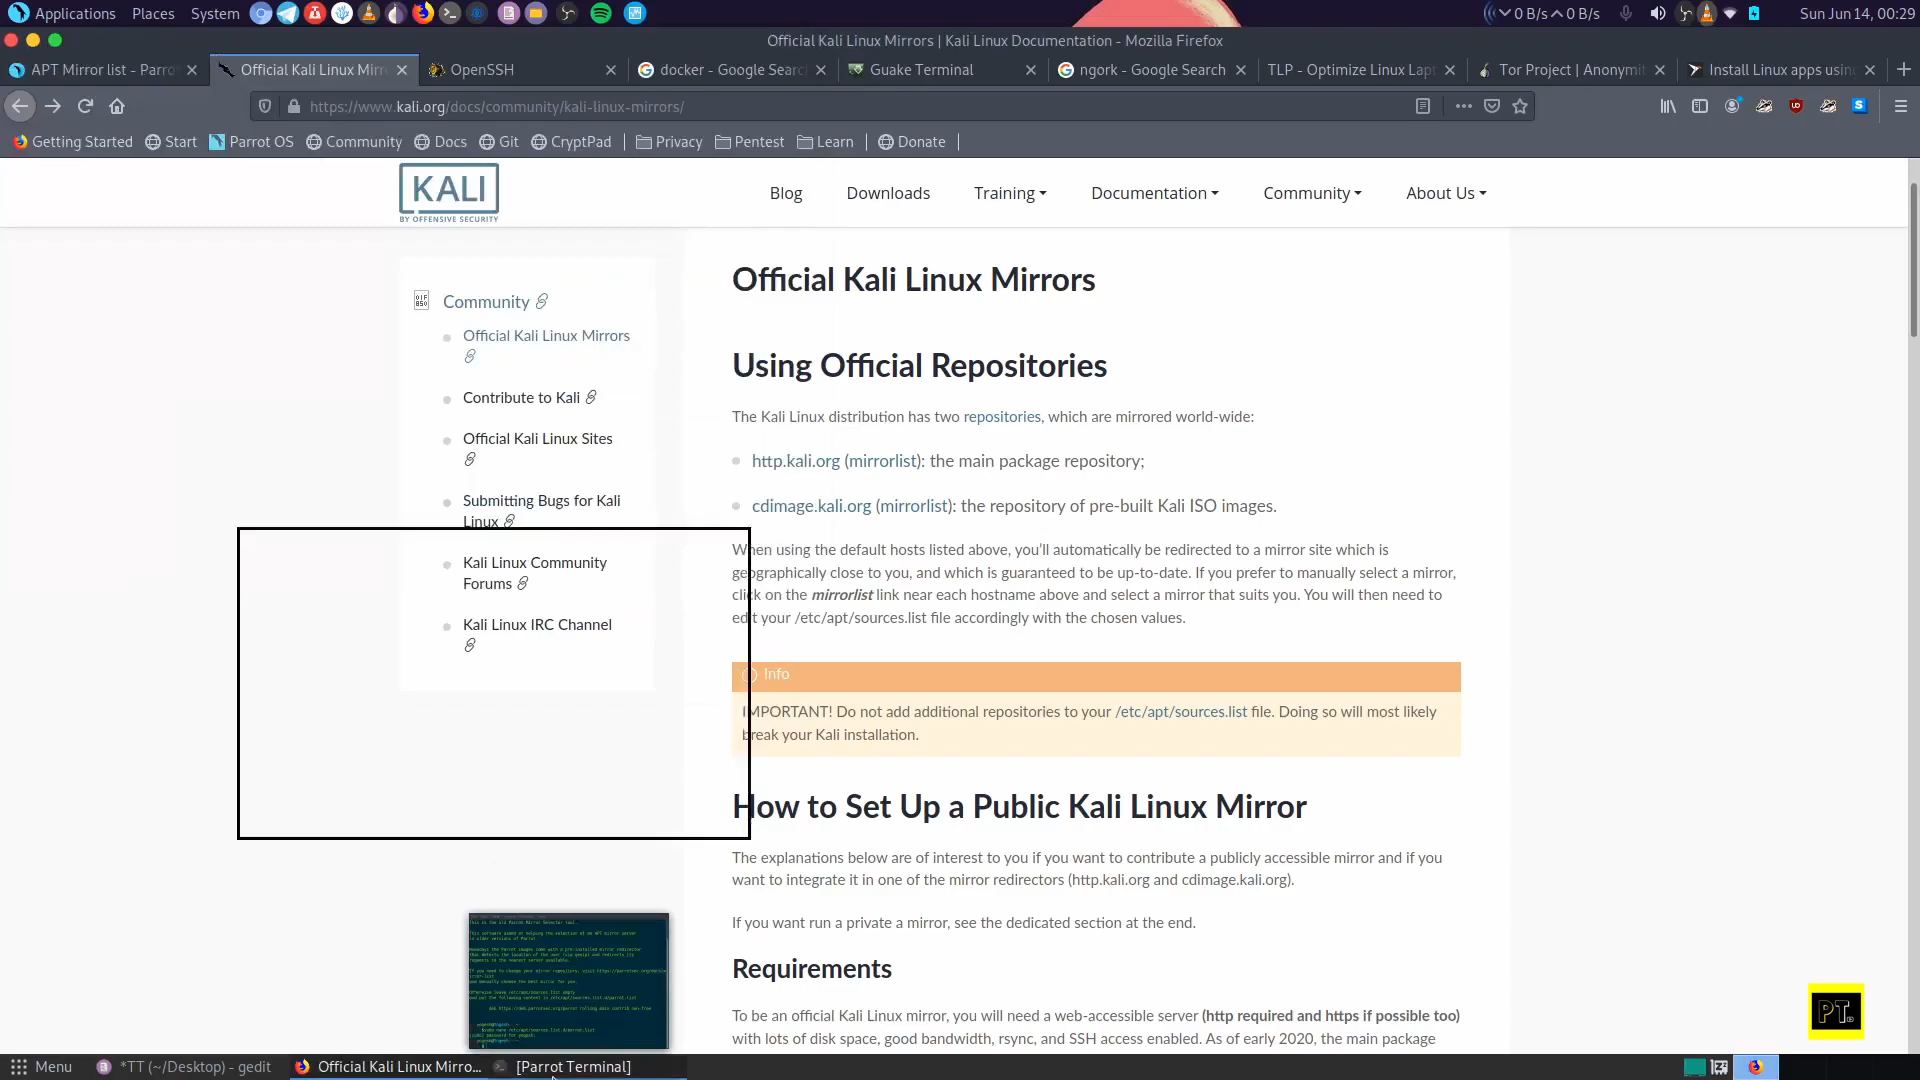 Applications Places System 0 B/s 0 B/s Sun Jun 14, 00:29
Official Kali Linux Mirrors | Kali Linux Documentation - Mozilla Firefox
APT Mirror list - Parro Official Kali Linux Mirr OpenSSH docker - Google Searc Guake Terminal ngork - Google Search TLP - Optimize Linux Lapt Tor Project | Anonymit Install Linux apps using
https://www.kali.org/docs/community/kali-linux-mirrors/
Getting Started Start Parrot OS Community Docs Git CryptPad Privacy Pentest Learn Donate
KALI
BY OFFENSIVE SECURITY
Blog Downloads Training Documentation Community About Us
Community
Official Kali Linux Mirrors
Contribute to Kali
Official Kali Linux Sites
Submitting Bugs for Kali
Linux
Kali Linux Community
Forums
Kali Linux IRC Channel
Official Kali Linux Mirrors
Using Official Repositories
The Kali Linux distribution has two repositories, which are mirrored world-wide:
http.kali.org (mirrorlist): the main package repository;
cdimage.kali.org (mirrorlist): the repository of pre-built Kali ISO images.
When using the default hosts listed above, you'll automatically be redirected to a mirror site which is
geographically close to you, and which is guaranteed to be up-to-date. If you prefer to manually select a mirror,
click on the mirrorlist link near each hostname above and select a mirror that suits you. You will then need to
edit your /etc/apt/sources.list file accordingly with the chosen values.
Info
IMPORTANT! Do not add additional repositories to your /etc/apt/sources.list file. Doing so will most likely
break your Kali installation.
How to Set Up a Public Kali Linux Mirror
The explanations below are of interest to you if you want to contribute a publicly accessible mirror and if you
want to integrate it in one of the mirror redirectors (http.kali.org and cdimage.kali.org).
If you want run a private a mirror, see the dedicated section at the end.
Requirements
To be an official Kali Linux mirror, you will need a web-accessible server (http required and https if possible too)
with lots of disk space, good bandwidth, rsync, and SSH access enabled. As of early 2020, the main package
PT
Menu *TT (~/Desktop) - gedit Official Kali Linux Mirro... [Parrot Terminal]